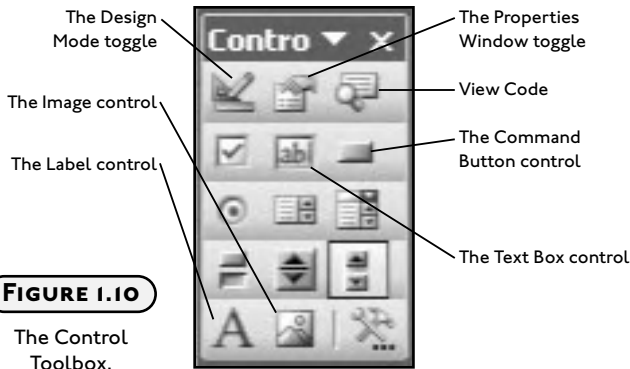 The Design
Mode toggle
The Image control
The Label control
Contro
ab
A
The Properties
Window toggle
View Code
The Command
Button control
The Text Box control
FIGURE 1.10
The Control
Toolbox.